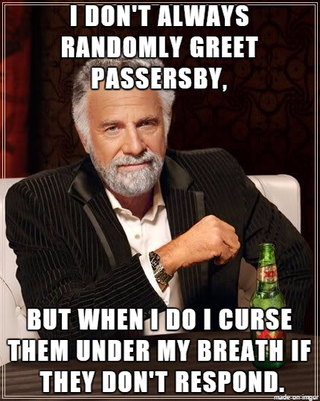 I DON'T ALWAYS
RANDOMLY GREET
PASSERSBY,
BUT WHEN I DO I CURSE
THEM UNDER MY BREATH IF
THEY DON'T RESPOND.
made on imgur